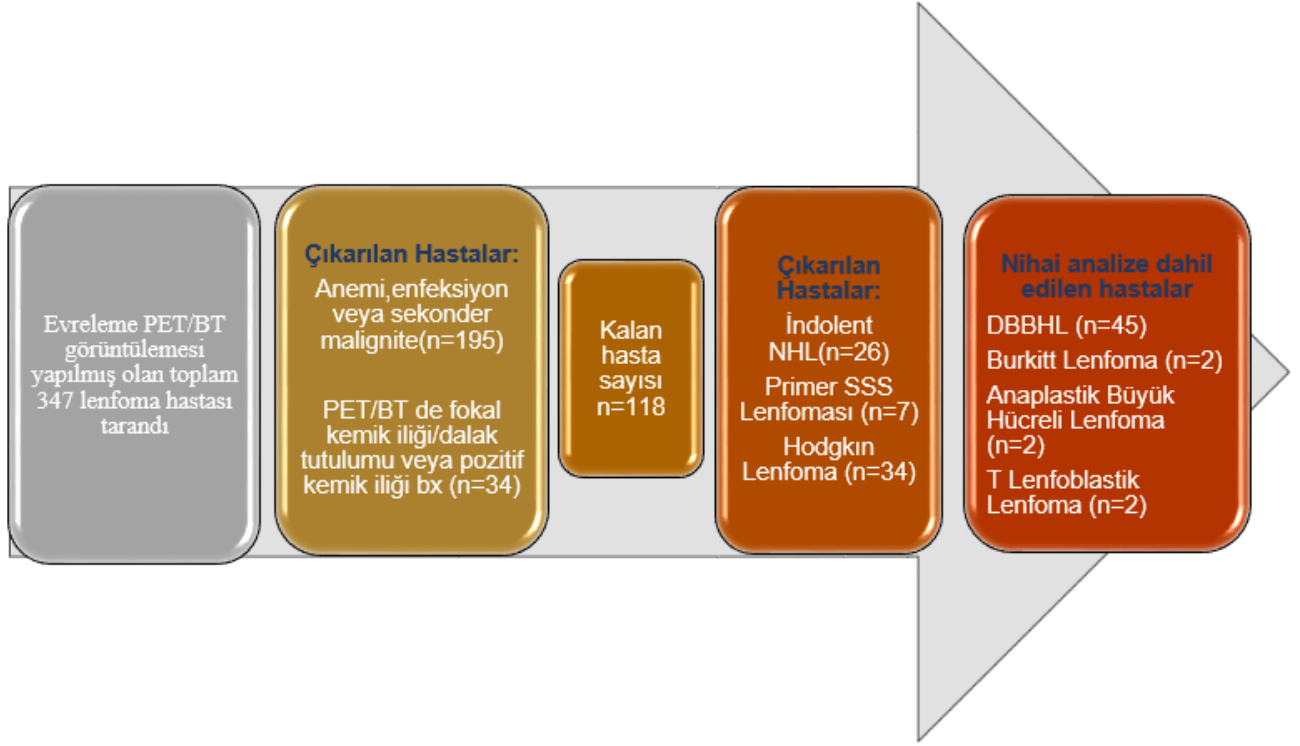 Evreleme PET/BT
görüntülemesi
yapılmış olan toplam
347 lenfoma hastası
tarandı
Çıkarılan Hastalar:
Anemi,enfeksiyon
veya sekonder
malignite(n=195)
PET/BT de fokal
kemik iliği/dalak
tutulumu veya pozitif
kemik iliği bx (n=34)
Kalan
hasta
sayısı
n=118
Çıkarılan
Hastalar:
İndolent
NHL(n=26)
Primer SSS
Lenfoması (n=7)
Hodgkın
Lenfoma (n=34)
Nihai analize dahil
edilen hastalar
DBBHL (n=45)
Burkitt Lenfoma (n=2)
Anaplastik Büyük
Hücreli Lenfoma
(n=2)
T Lenfoblastik
Lenfoma (n=2)